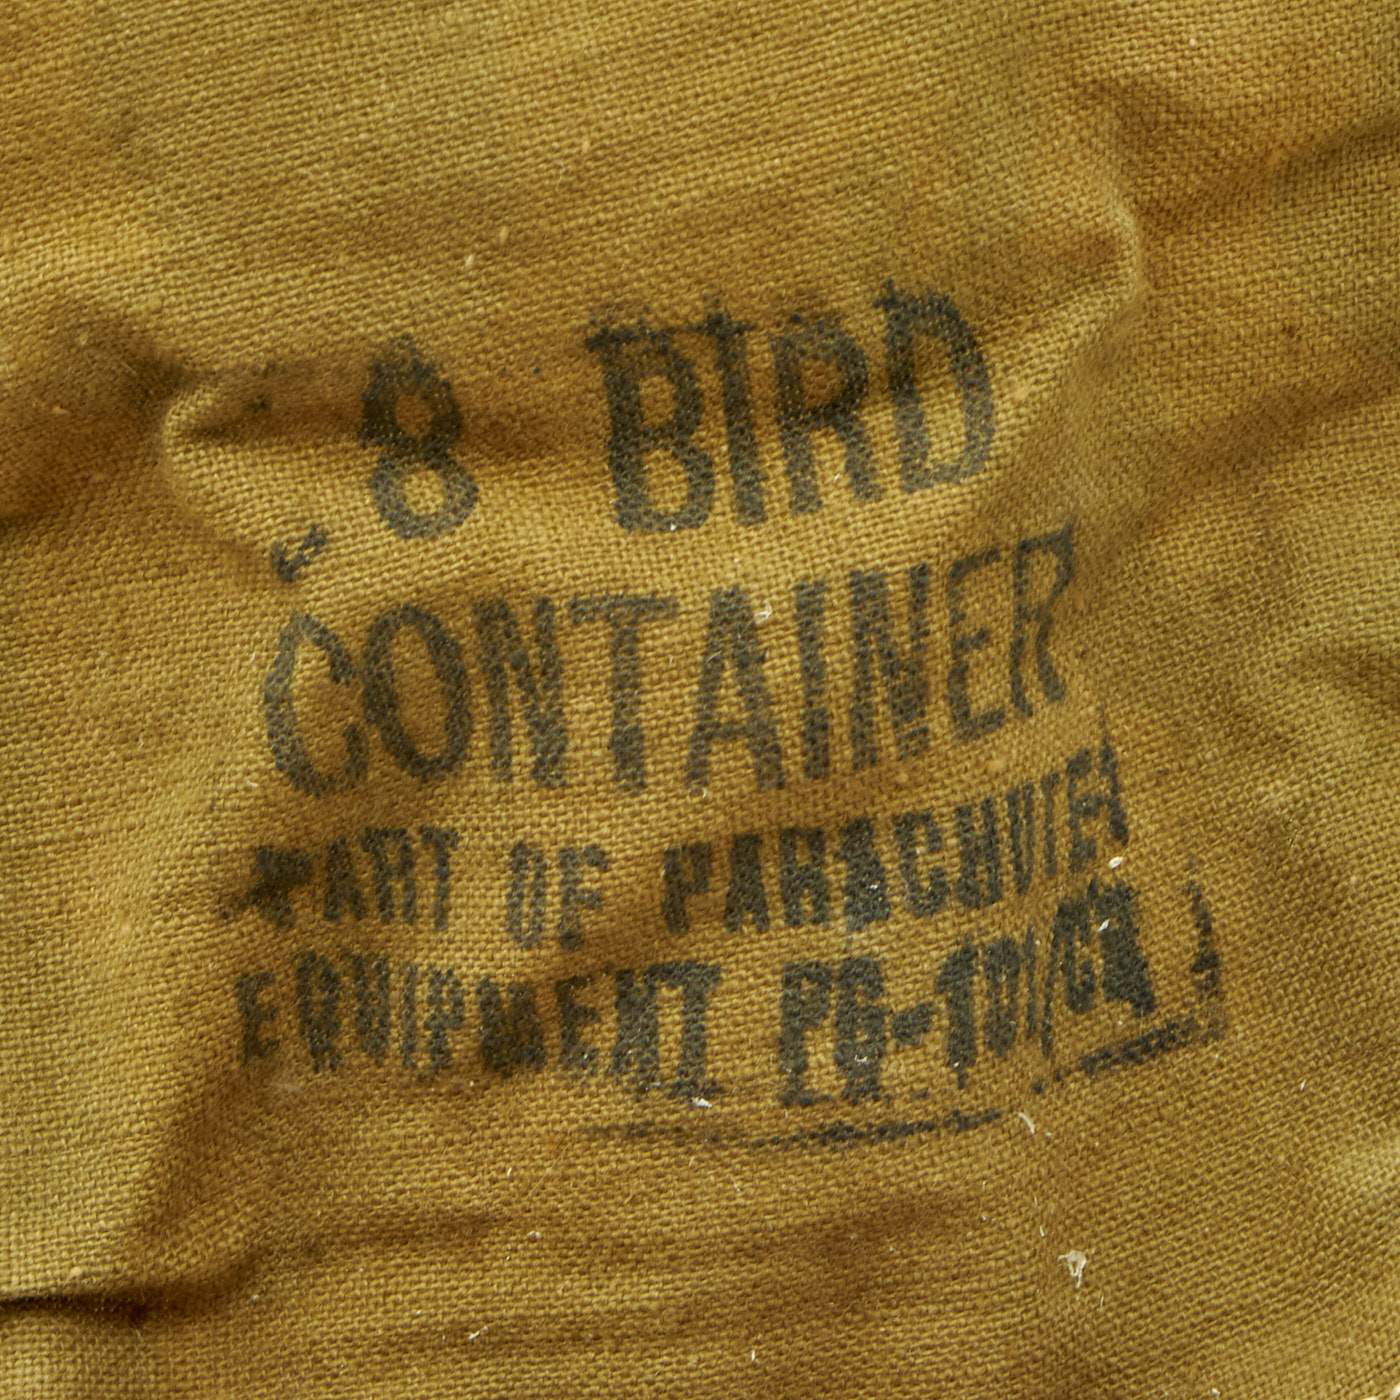 8 BIRD
CONTAINER
PART OF PARACHUTE
EQUIPMENT PG-101/CB